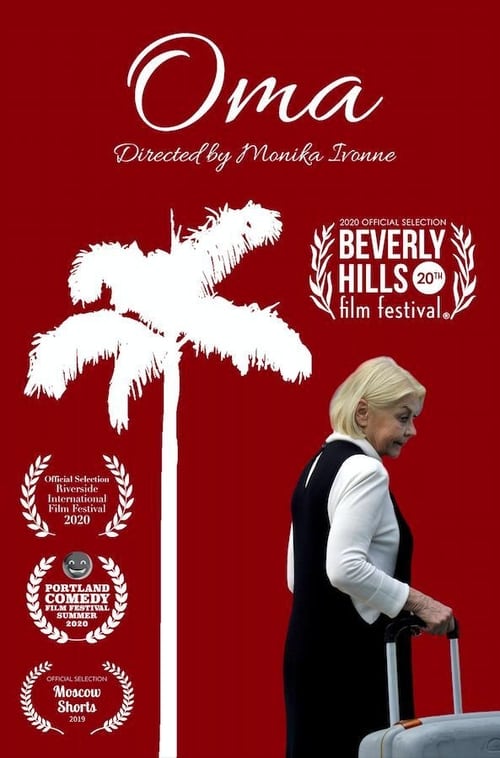 Oma
Directed by Monika Ivonne
2020 OFFICIAL SELECTION
BEVERLY
HILLS 20TH
film festival®
Official Selection
Riverside
International
Film Festival
2020
PORTLAND
COMEDY
FILM FESTIVAL
SUMMER
2020
OFFICIAL SELECTION
Moscow
Shorts
2019